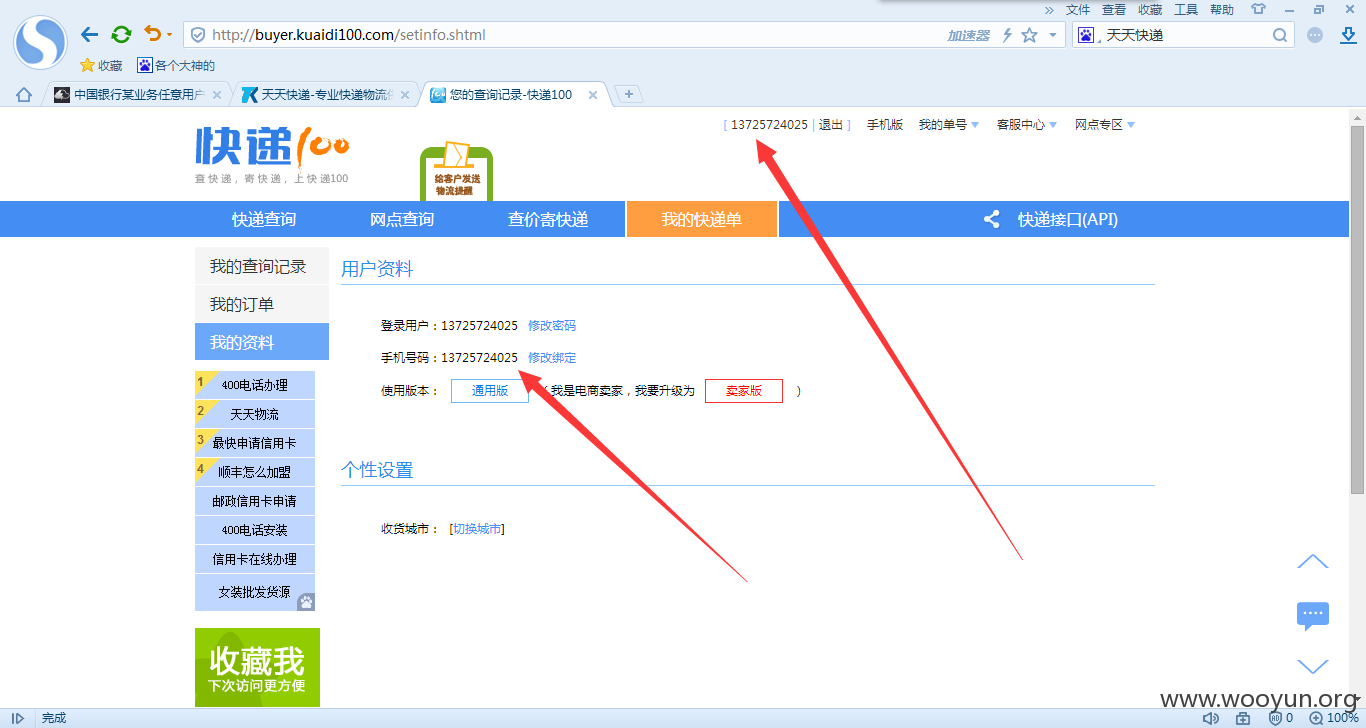 » 文件 查看 收藏 工具 帮助
http://buyer.kuaidi100.com/setinfo.shtml 加速器 天天快递
收藏 各个大神的
中国银行某业务任意用户 天天快递-专业快递物流 您的查询记录-快递100
[ 13725724025 | 退出 ] 手机版 我的单号 客服中心 网点专区
快递100
查快递，寄快递，上快递100
给客户发送
物流提醒
快递查询 网点查询 查价寄快递 我的快递单 快递接口(API)
我的查询记录
我的订单
我的资料
1 400电话办理
2 天天物流
3 最快申请信用卡
4 顺丰怎么加盟
邮政信用卡申请
400电话安装
信用卡在线办理
女装批发货源
收藏我
下次访问更方便
用户资料
登录用户：13725724025 修改密码
手机号码：13725724025 修改绑定
使用版本： 通用版 ( 我是电商卖家，我要升级为 卖家版 )
个性设置
收货城市： [切换城市]
www.wooyun.org
完成 0 100%